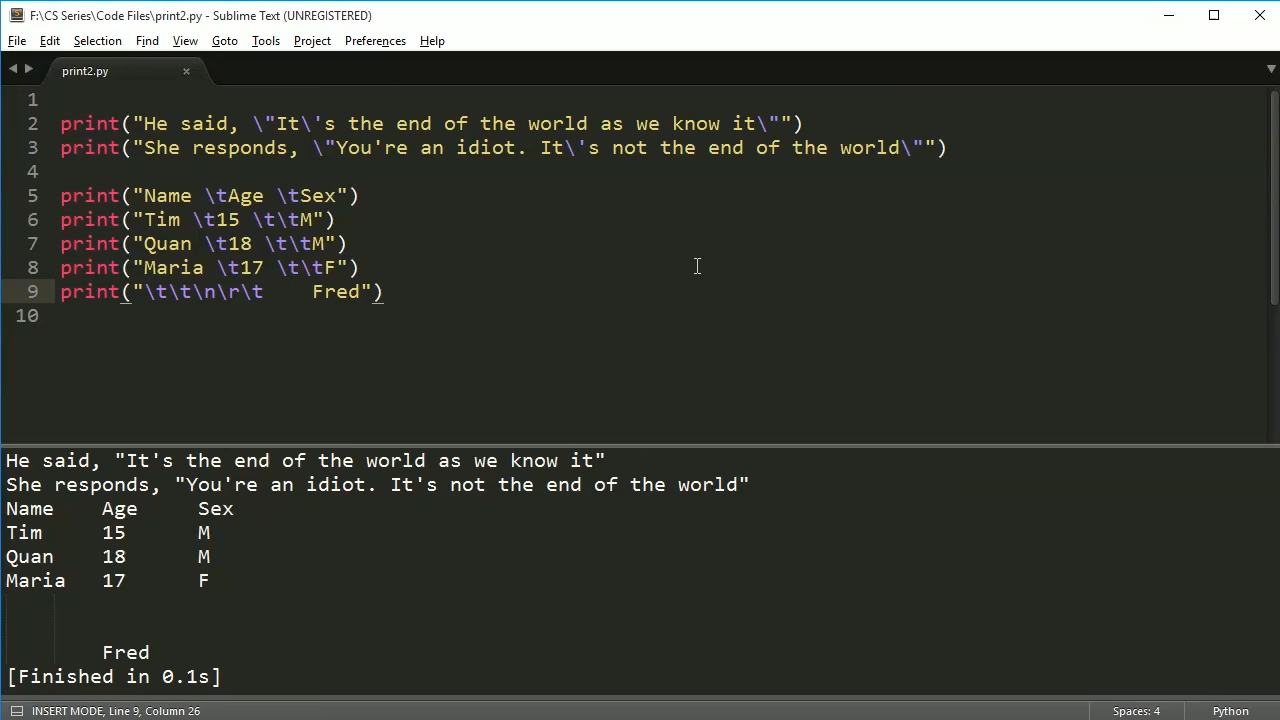 F:\CS Series\Code Files\print2.py - Sublime Text (UNREGISTERED)
File Edit Selection Find View Goto Tools Project Preferences Help
print2.py ×
1
2 print("He said, \"It\'s the end of the world as we know it\"")
3 print("She responds, \"You're an idiot. It\'s not the end of the world\"")
4
5 print("Name \tAge \tSex")
6 print("Tim \t15 \t\tM")
7 print("Quan \t18 \t\tM")
8 print("Maria \t17 \t\tF")
9 print("\t\t\n\r\t    Fred")
10
He said, "It's the end of the world as we know it"
She responds, "You're an idiot. It's not the end of the world"
Name    Age     Sex
Tim     15      M
Quan    18      M
Maria   17      F
Fred
[Finished in 0.1s]
INSERT MODE, Line 9, Column 26 Spaces: 4 Python